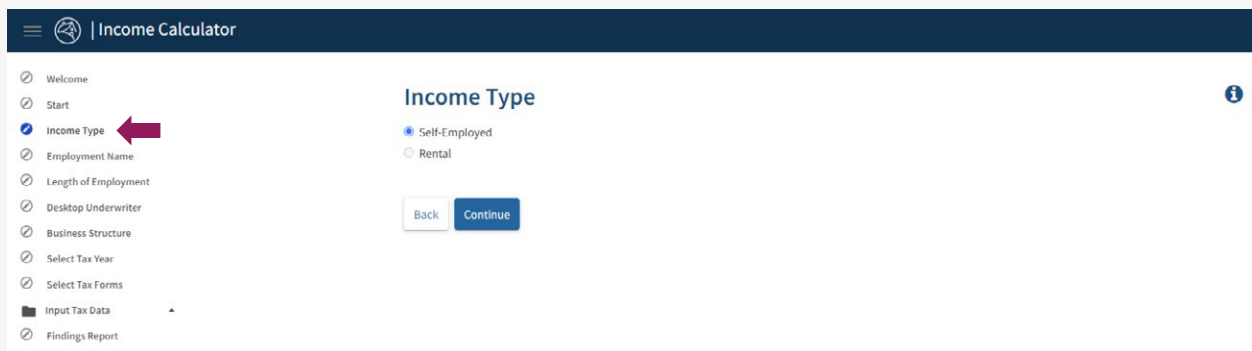 | Income Calculator
Welcome
Start
Income Type
Employment Name
Length of Employment
Desktop Underwriter
Business Structure
Select Tax Year
Select Tax Forms
Input Tax Data
Findings Report
Income Type
Self-Employed
Rental
Back
Continue